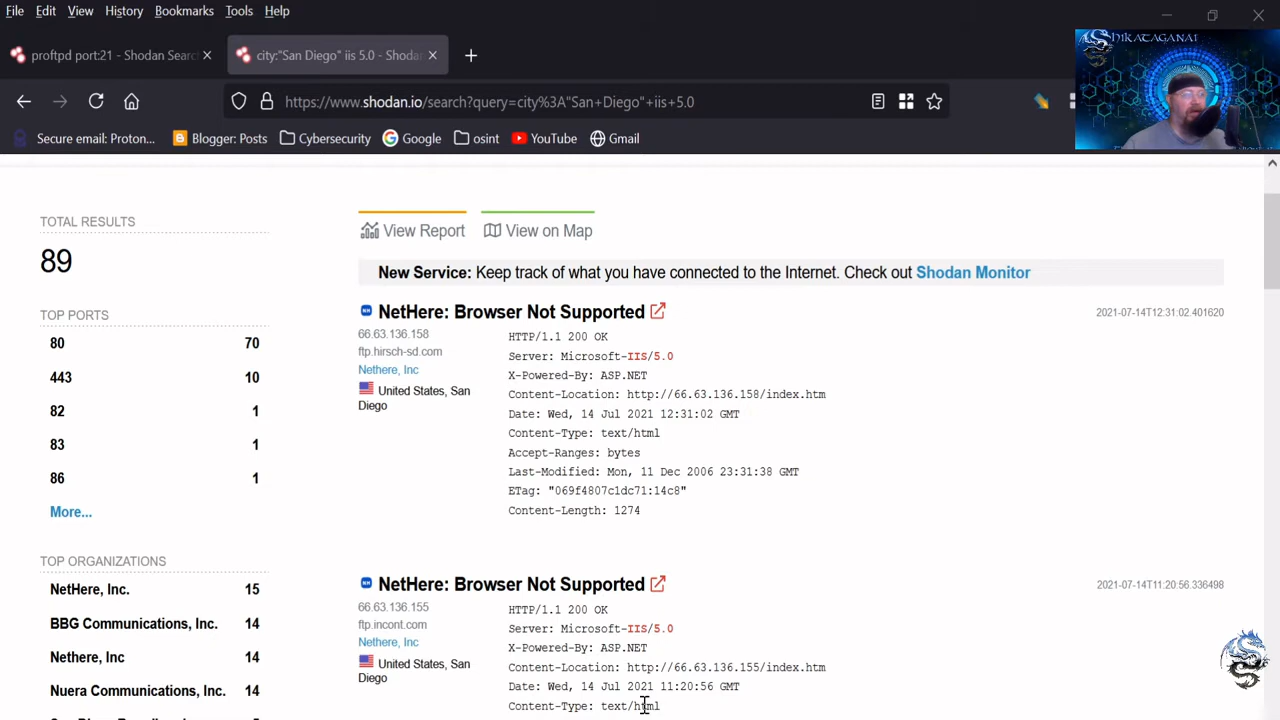 File Edit View History Bookmarks Tools Help
proftpd port:21 - Shodan Searc
city:"San Diego" iis 5.0 - Shoda
https://www.shodan.io/search?query=city%3A"San+Diego"+iis+5.0
Secure email: Proton...
Blogger: Posts
Cybersecurity
Google
osint
YouTube
Gmail
SHIKATAGANAI
TOTAL RESULTS
89
TOP PORTS
80 70
443 10
82 1
83 1
86 1
More...
TOP ORGANIZATIONS
NetHere, Inc. 15
BBG Communications, Inc. 14
Nethere, Inc 14
Nuera Communications, Inc. 14
View Report
View on Map
New Service: Keep track of what you have connected to the Internet. Check out Shodan Monitor
NetHere: Browser Not Supported
2021-07-14T12:31:02.401620
66.63.136.158
ftp.hirsch-sd.com
Nethere, Inc
United States, San
Diego
HTTP/1.1 200 OK
Server: Microsoft-IIS/5.0
X-Powered-By: ASP.NET
Content-Location: http://66.63.136.158/index.htm
Date: Wed, 14 Jul 2021 12:31:02 GMT
Content-Type: text/html
Accept-Ranges: bytes
Last-Modified: Mon, 11 Dec 2006 23:31:38 GMT
ETag: "069f4807c1dc71:14c8"
Content-Length: 1274
NetHere: Browser Not Supported
2021-07-14T11:20:56.336498
66.63.136.155
ftp.incont.com
Nethere, Inc
United States, San
Diego
HTTP/1.1 200 OK
Server: Microsoft-IIS/5.0
X-Powered-By: ASP.NET
Content-Location: http://66.63.136.155/index.htm
Date: Wed, 14 Jul 2021 11:20:56 GMT
Content-Type: text/html